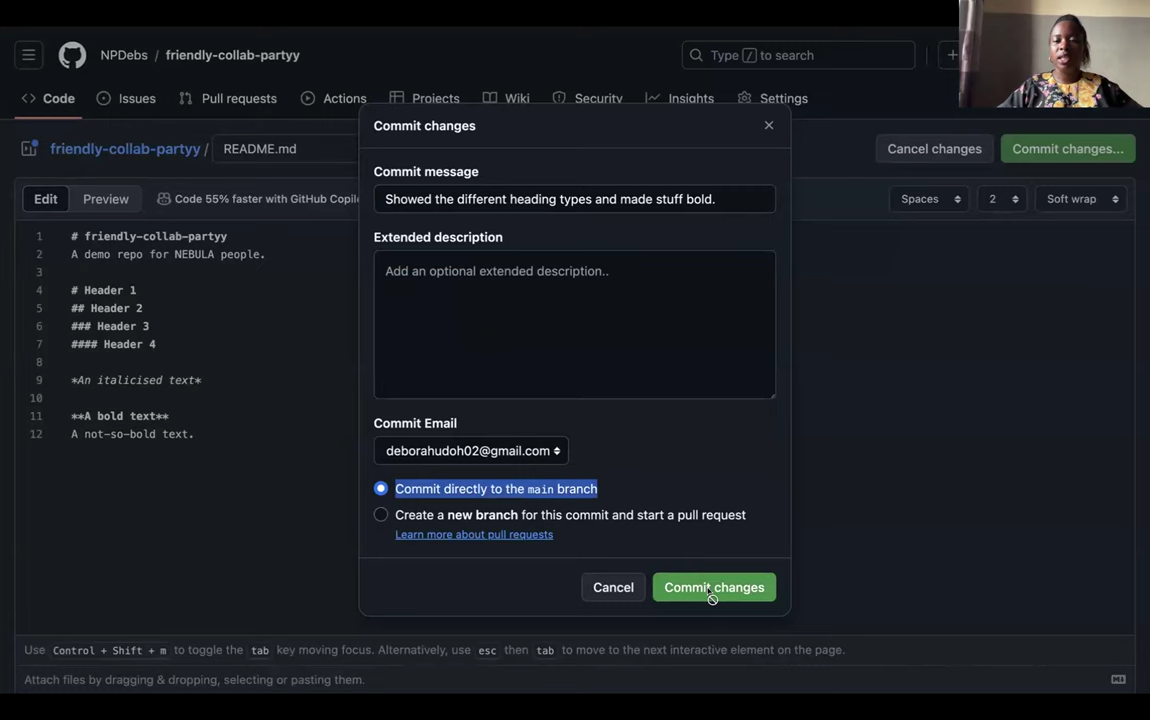 NPDebs / friendly-collab-partyy
Type / to search
Code Issues Pull requests Actions Projects Wiki Security Insights Settings
friendly-collab-partyy / README.md
Cancel changes Commit changes...
Edit Preview Code 55% faster with GitHub Copilo
Spaces 2 Soft wrap
1 # friendly-collab-partyy
2 A demo repo for NEBULA people.
3
4 # Header 1
5 ## Header 2
6 ### Header 3
7 #### Header 4
8
9 *An italicised text*
10
11 **A bold text**
12 A not-so-bold text.
Commit changes
Commit message
Showed the different heading types and made stuff bold.
Extended description
Add an optional extended description..
Commit Email
deborahudoh02@gmail.com
Commit directly to the main branch
Create a new branch for this commit and start a pull request
Learn more about pull requests
Cancel Commit changes
Use Control + Shift + m to toggle the tab key moving focus. Alternatively, use esc then tab to move to the next interactive element on the page.
Attach files by dragging & dropping, selecting or pasting them.